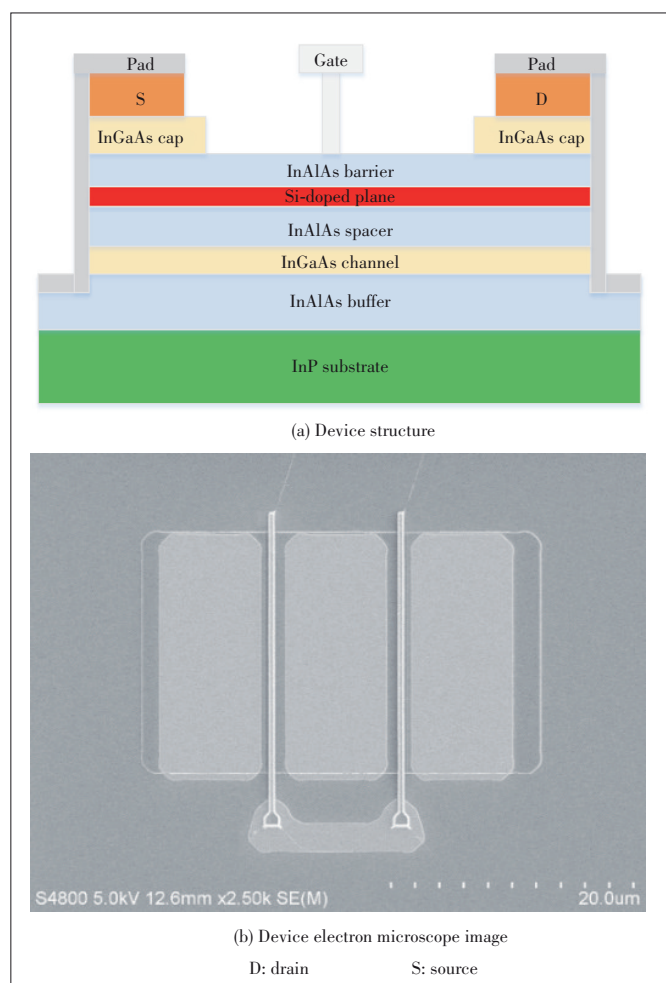 Pad
Gate
Pad
S
D
InGaAs cap
InGaAs cap
InAlAs barrier
Si-doped plane
InAlAs spacer
InGaAs channel
InAlAs buffer
InP substrate
(a) Device structure
S4800 5.0kV 12.6mm x2.50k SE(M)
20.0um
(b) Device electron microscope image
D: drain
S: source